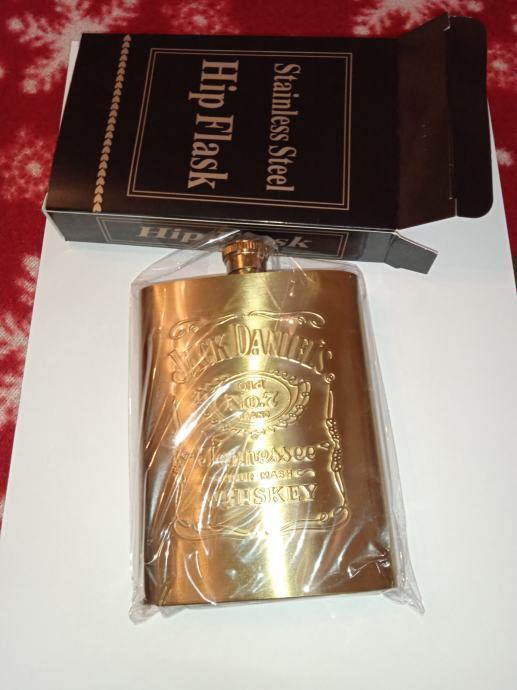 Stainless Steel
Hip Flask
Hip Flask
JACK DANIEL'S
Old
NO.7
BRAND
Tennessee
SOUR MASH
WHISKEY